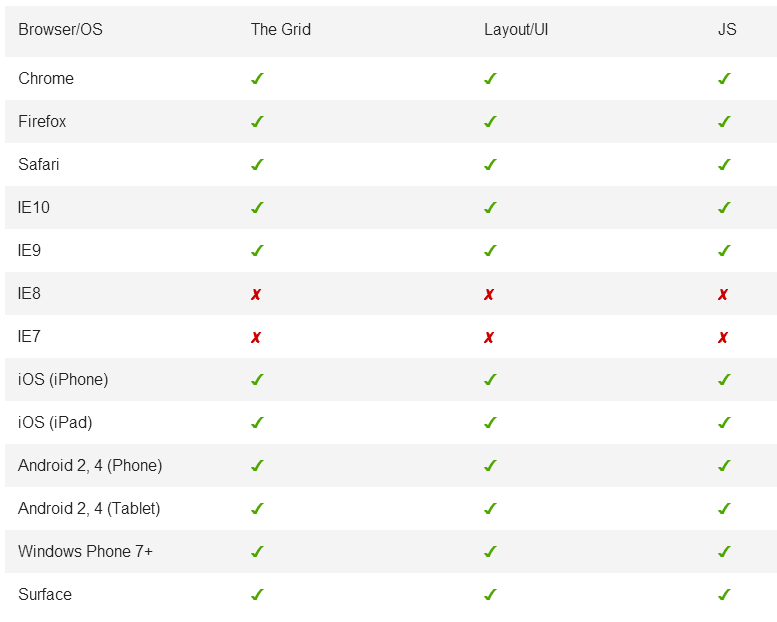 Browser/OS The Grid Layout/UI JS
Chrome ✓ ✓ ✓
Firefox ✓ ✓ ✓
Safari ✓ ✓ ✓
IE10 ✓ ✓ ✓
IE9 ✓ ✓ ✓
IE8 ✗ ✗ ✗
IE7 ✗ ✗ ✗
iOS (iPhone) ✓ ✓ ✓
iOS (iPad) ✓ ✓ ✓
Android 2, 4 (Phone) ✓ ✓ ✓
Android 2, 4 (Tablet) ✓ ✓ ✓
Windows Phone 7+ ✓ ✓ ✓
Surface ✓ ✓ ✓